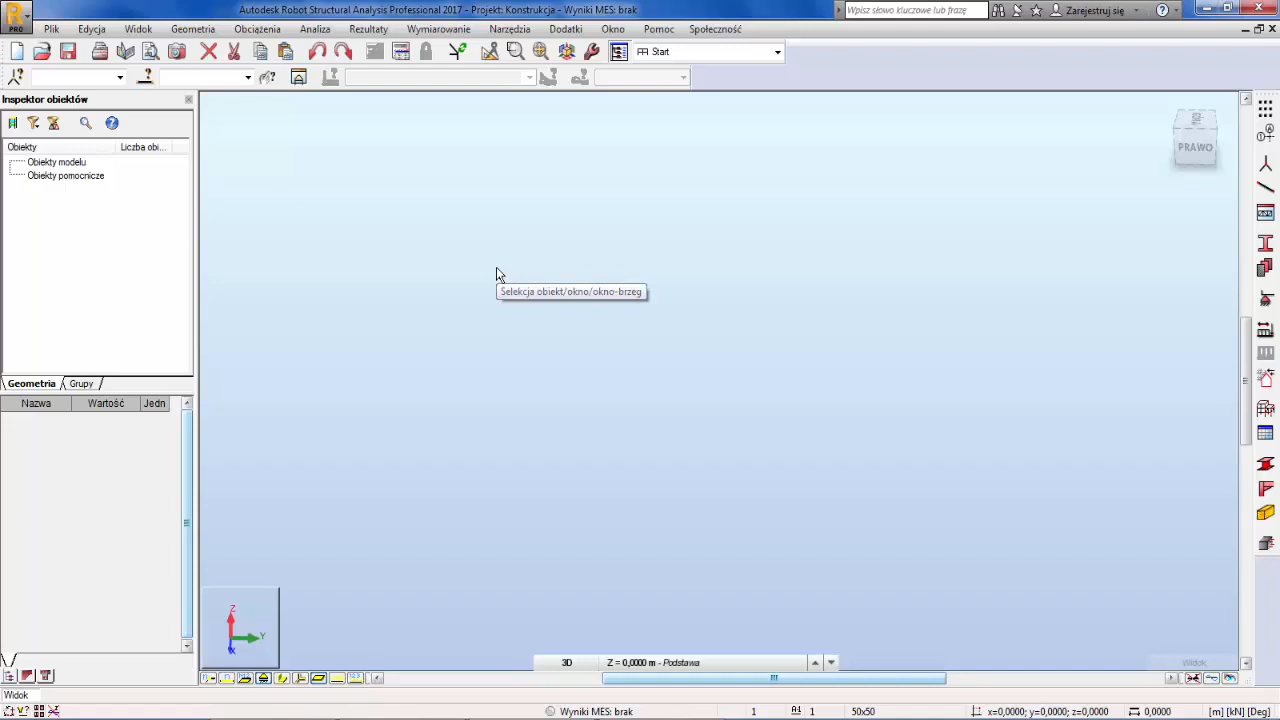 Autodesk Robot Structural Analysis Professional 2017 - Projekt: Konstrukcja - Wyniki MES: brak
Wpisz słowo kluczowe lub frazę
Zarejestruj się
PRO
Plik Edycja Widok Geometria Obciążenia Analiza Rezultaty Wymiarowanie Narzędzia Dodatki Okno Pomoc Społeczność
Start
Inspektor obiektów
Obiekty Liczba obi...
Obiekty modelu
Obiekty pomocnicze
PRAWO
Selekcja obiekt/okno/okno-brzeg
Geometria Grupy
Nazwa Wartość Jedn
Z
Y
X
3D Z = 0,0000 m - Podstawa
Widok
Widok
Wyniki MES: brak 1 1 50x50 x=0,0000; y=0,0000; z=0,0000 0,0000 [m] [kN] [Deg]